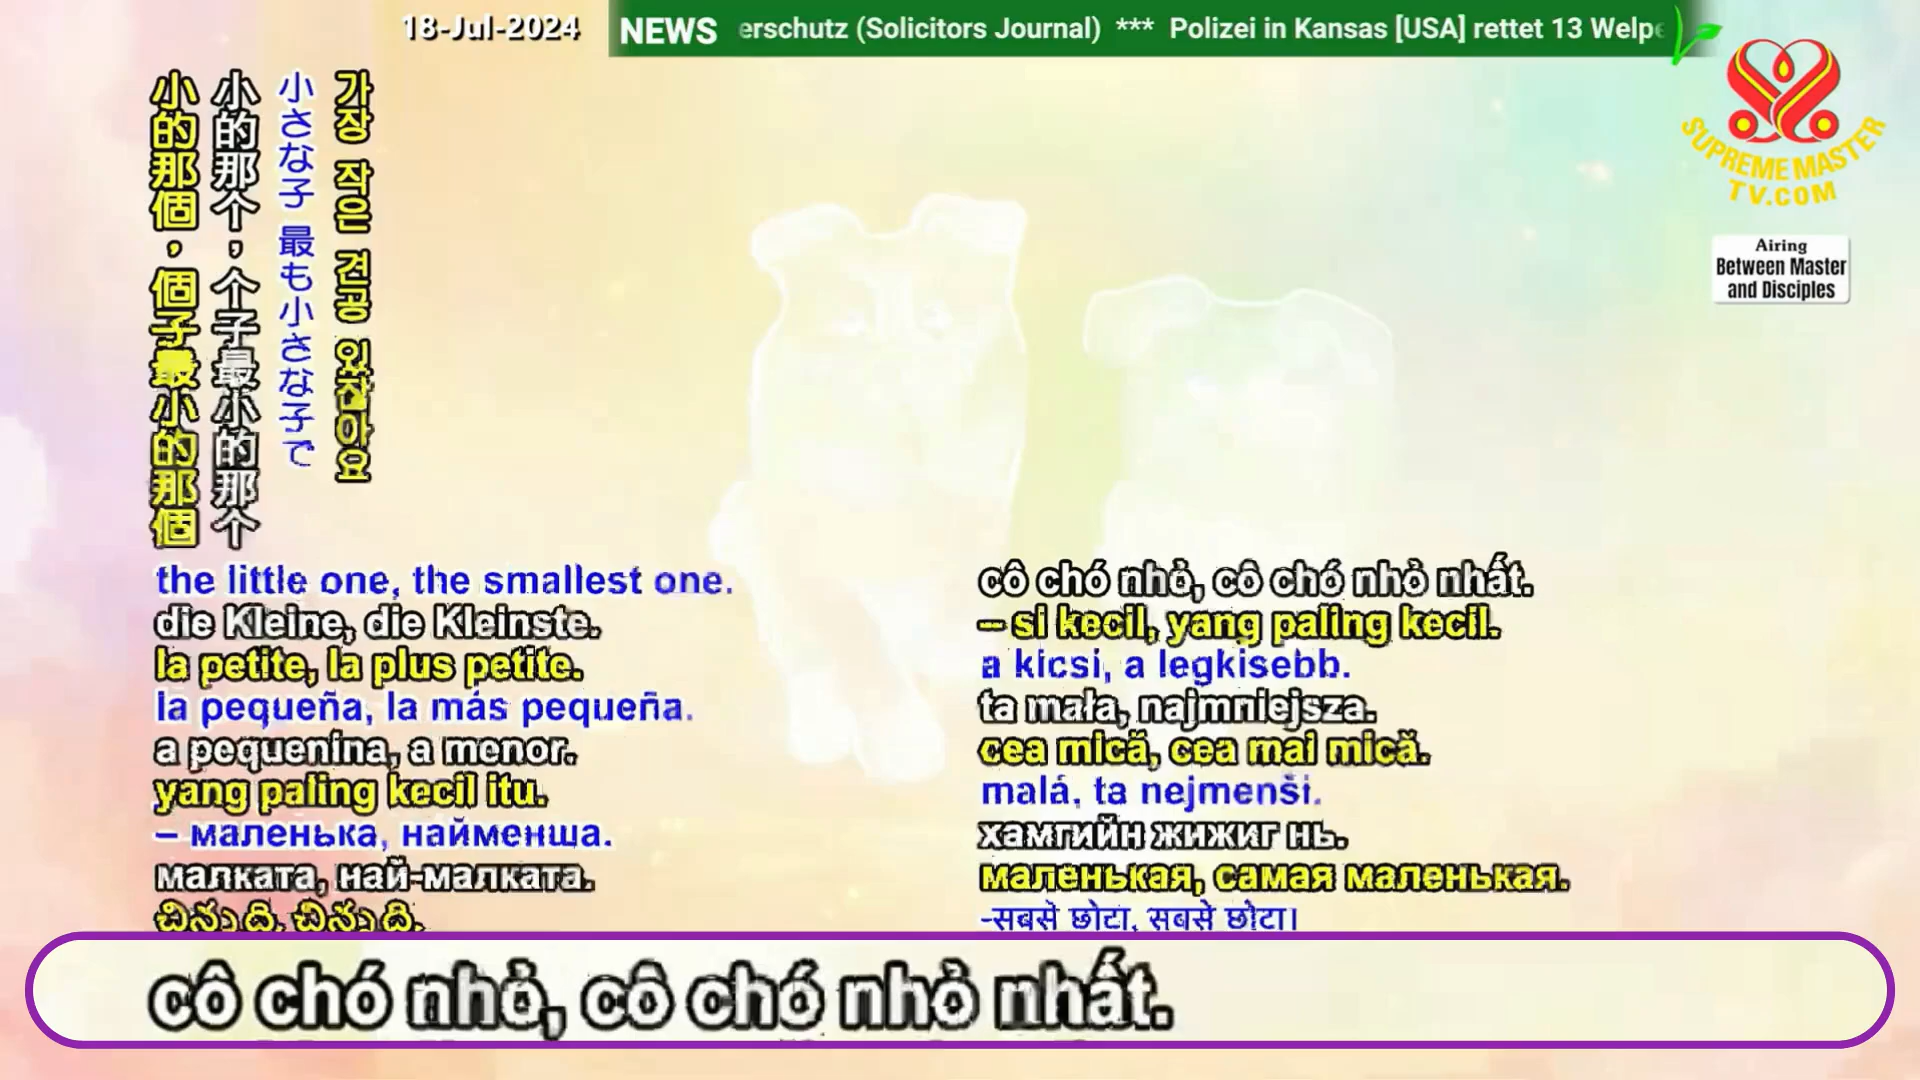 18-Jul-2024
NEWS erschutz (Solicitors Journal) *** Polizei in Kansas [USA] rettet 13 Welpe
SUPREME MASTER
TV.COM
Airing
Between Master
and Disciples
가장 작은 견공 있잖아요
小さな子 最も小さな子で
小的那个，个子最小的那个
小的那個，個子最小的那個
the little one, the smallest one.
die Kleine, die Kleinste.
la petite, la plus petite.
la pequeña, la más pequeña.
a pequenina, a menor.
yang paling kecil itu.
– маленька, найменша.
малката, най-малката.
చిన్నది, చిన్నది.
cô chó nhỏ, cô chó nhỏ nhất.
– si kecil, yang paling kecil.
a kicsi, a legkisebb.
ta mała, najmniejsza.
cea mică, cea mai mică.
malá, ta nejmenší.
хамгийн жижиг нь.
маленькая, самая маленькая.
-सबसे छोटा, सबसे छोटा।
cô chó nhỏ, cô chó nhỏ nhất.